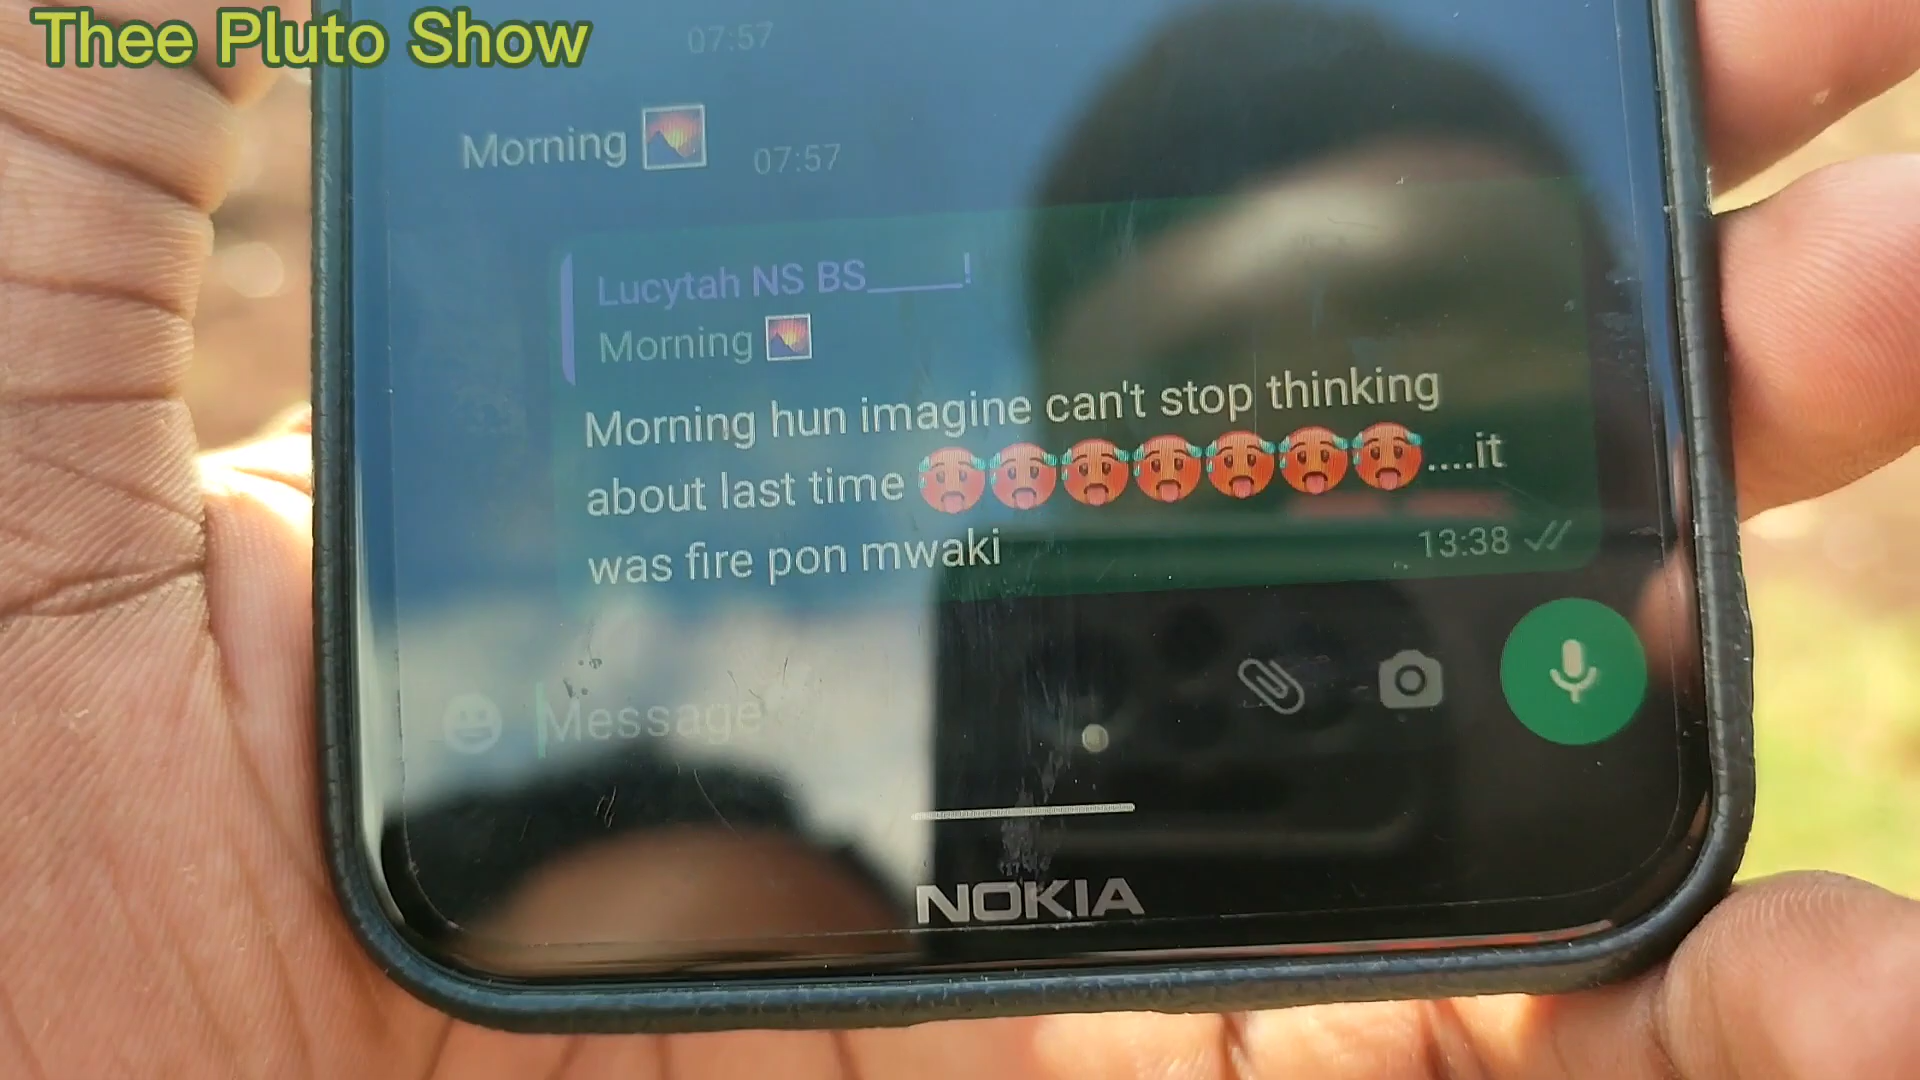 Thee Pluto Show
07:57
Morning 🌄
07:57
Lucytah NS BS_____!
Morning 🌄
Morning hun imagine can't stop thinking
about last time 🥵🥵🥵🥵🥵🥵🥵....it
was fire pon mwaki
13:38
Message
NOKIA